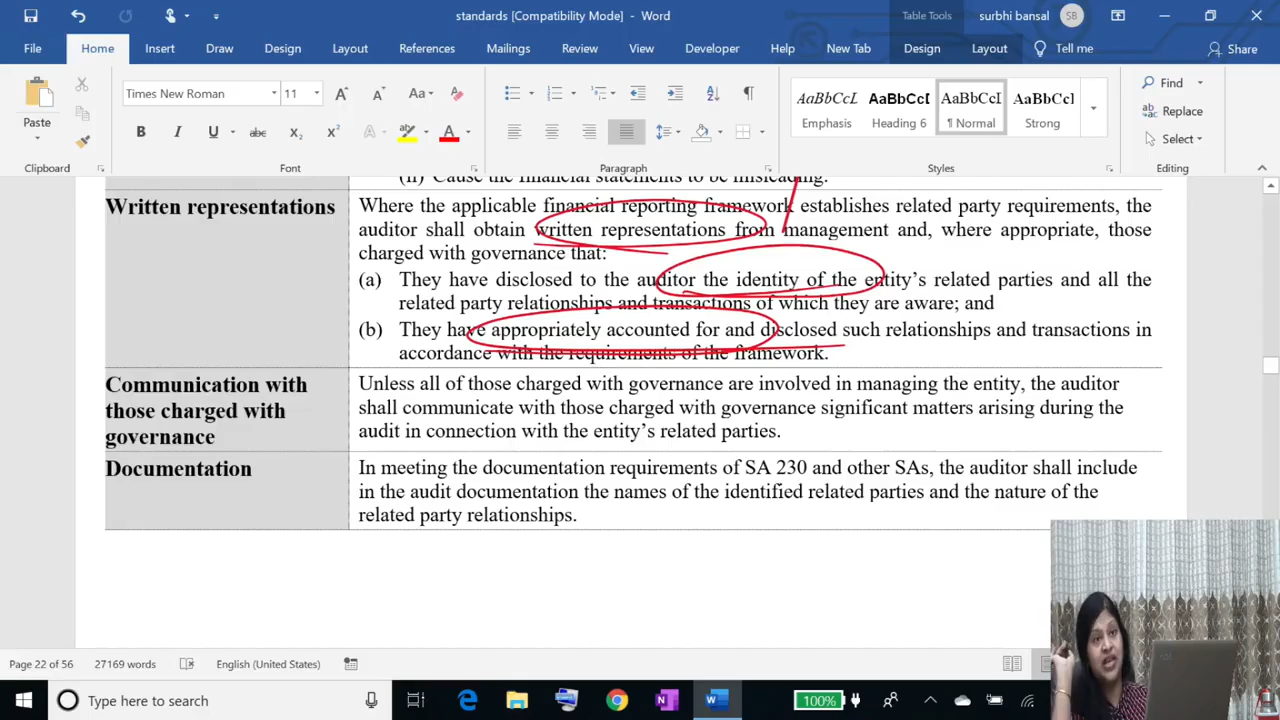 standards [Compatibility Mode] - Word
Table Tools
surbhi bansal
SB
File
Home
Insert
Draw
Design
Layout
References
Mailings
Review
View
Developer
Help
New Tab
Design
Layout
Tell me
Share
Paste
Times New Roman
11
Aa
AaBbCcL
AaBbCcL
AaBbCcI
AaBbCcI
Emphasis
Heading 6
¶ Normal
Strong
Find
Replace
Select
Clipboard
Font
Paragraph
Styles
Editing
(ii) Cause the financial statements to be misleading.
Written representations
Where the applicable financial reporting framework establishes related party requirements, the
auditor shall obtain written representations from management and, where appropriate, those
charged with governance that:
(a) They have disclosed to the auditor the identity of the entity's related parties and all the
related party relationships and transactions of which they are aware; and
(b) They have appropriately accounted for and disclosed such relationships and transactions in
accordance with the requirements of the framework.
Communication with
those charged with
governance
Unless all of those charged with governance are involved in managing the entity, the auditor
shall communicate with those charged with governance significant matters arising during the
audit in connection with the entity's related parties.
Documentation
In meeting the documentation requirements of SA 230 and other SAs, the auditor shall include
in the audit documentation the names of the identified related parties and the nature of the
related party relationships.
Page 22 of 56
27169 words
English (United States)
Type here to search
100%